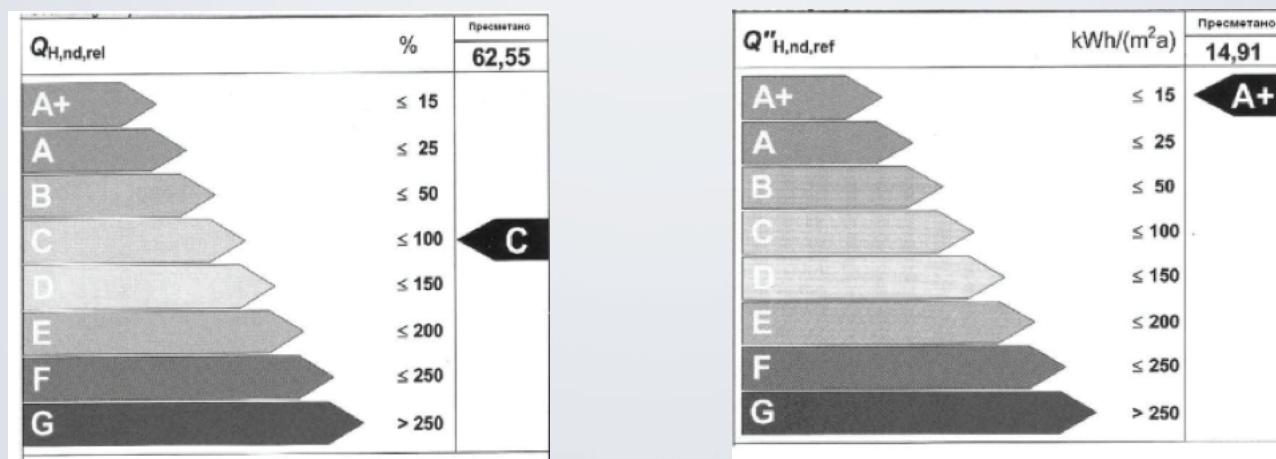 Пресметано
Q H,nd,rel % 62,55
A+ ≤ 15
A ≤ 25
B ≤ 50
C ≤ 100 C
D ≤ 150
E ≤ 200
F ≤ 250
G > 250
Пресметано
Q" H,nd,ref kWh/(m²a) 14,91
A+ ≤ 15 A+
A ≤ 25
B ≤ 50
C ≤ 100
D ≤ 150
E ≤ 200
F ≤ 250
G > 250